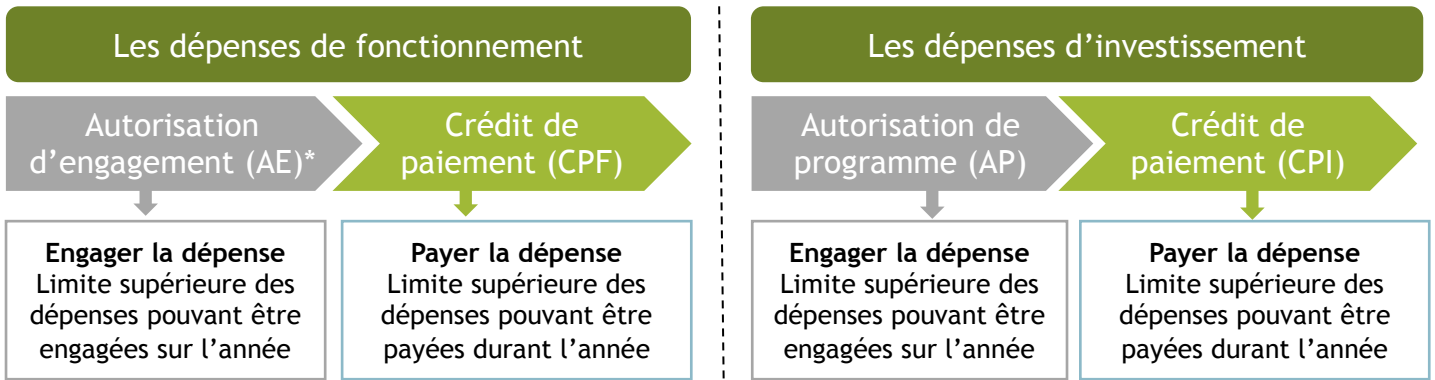 Les dépenses de fonctionnement
Autorisation
d’engagement (AE)*
Crédit de
paiement (CPF)
Engager la dépense
Limite supérieure des
dépenses pouvant être
engagées sur l’année
Payer la dépense
Limite supérieure des
dépenses pouvant être
payées durant l’année
Les dépenses d’investissement
Autorisation de
programme (AP)
Crédit de
paiement (CPI)
Engager la dépense
Limite supérieure des
dépenses pouvant être
engagées sur l’année
Payer la dépense
Limite supérieure des
dépenses pouvant être
payées durant l’année